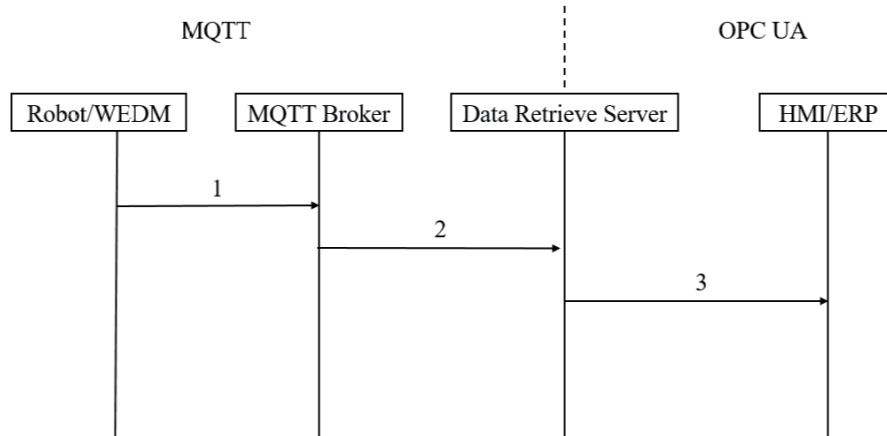 MQTT
OPC UA
Robot/WEDM
MQTT Broker
Data Retrieve Server
HMI/ERP
1
2
3